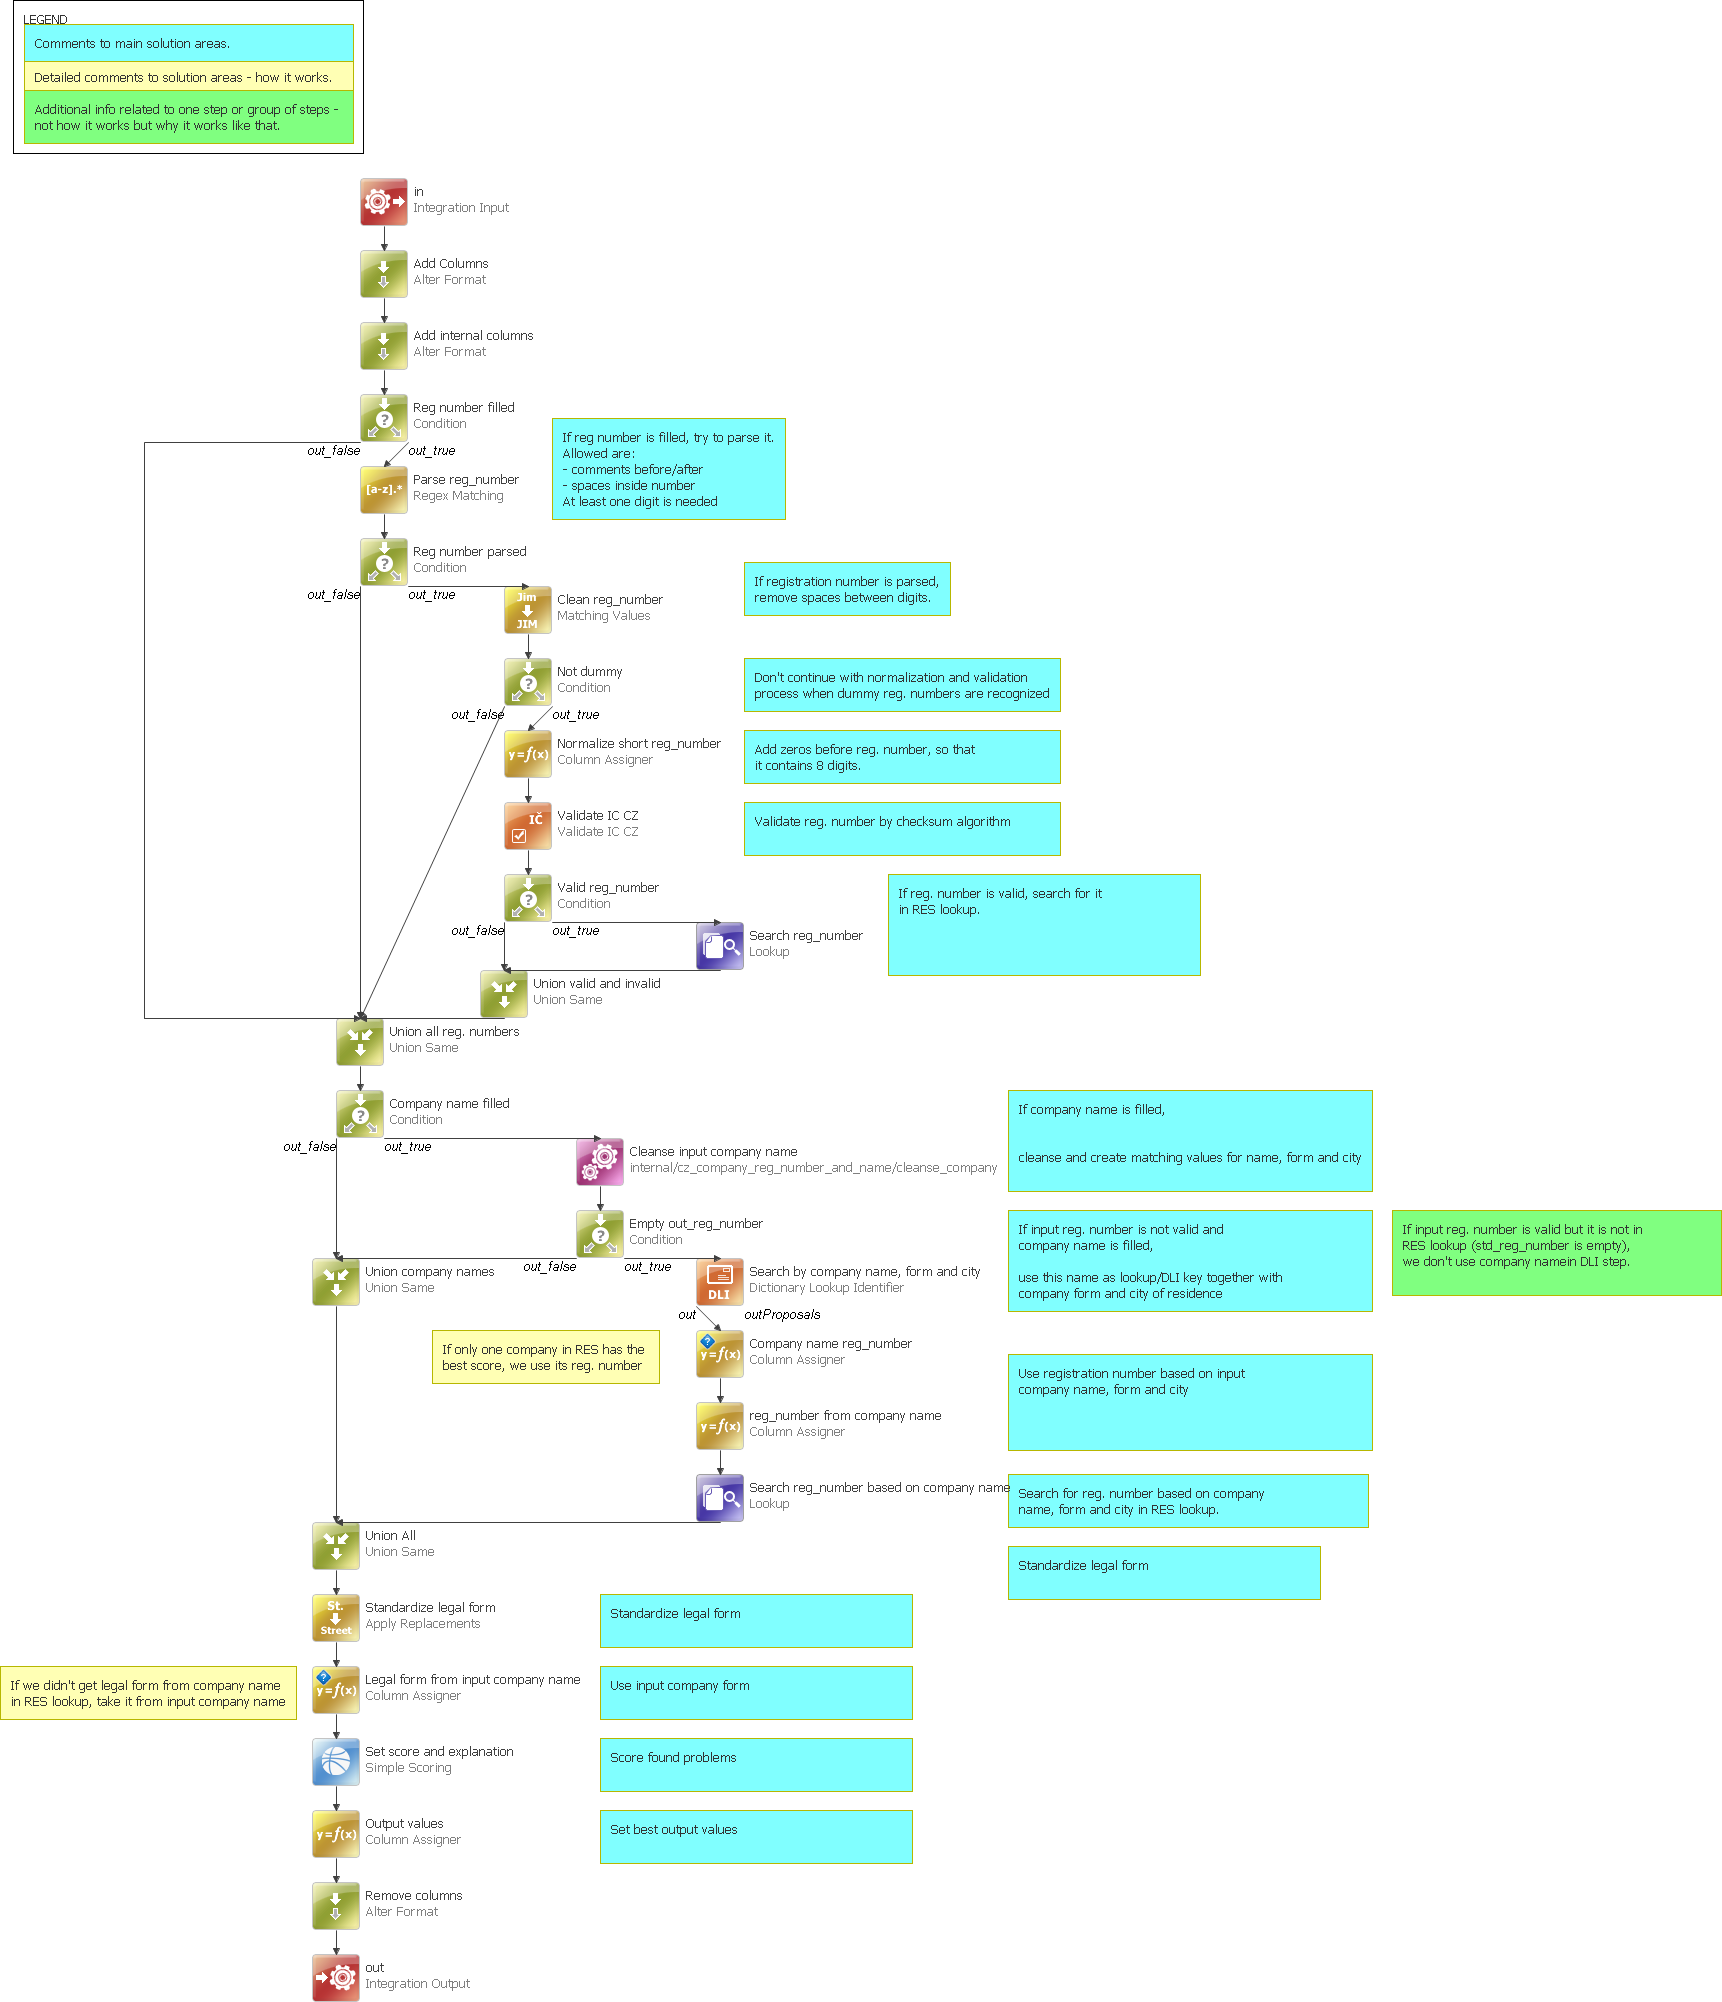 LEGEND
Comments to main solution areas.
Detailed comments to solution areas - how it works.
Additional info related to one step or group of steps -
not how it works but why it works like that.
in
Integration Input
Add Columns
Alter Format
Add internal columns
Alter Format
Reg number filled
Condition
out_false
out_true
If reg number is filled, try to parse it.
Allowed are:
- comments before/after
- spaces inside number
At least one digit is needed
[a-z].*
Parse reg_number
Regex Matching
Reg number parsed
Condition
out_false
out_true
If registration number is parsed,
remove spaces between digits.
Jim
JIM
Clean reg_number
Matching Values
Not dummy
Condition
out_false
out_true
Don't continue with normalization and validation
process when dummy reg. numbers are recognized
y=f(x)
Normalize short reg_number
Column Assigner
Add zeros before reg. number, so that
it contains 8 digits.
IČ
Validate IC CZ
Validate IC CZ
Validate reg. number by checksum algorithm
Valid reg_number
Condition
out_false
out_true
If reg. number is valid, search for it
in RES lookup.
Search reg_number
Lookup
Union valid and invalid
Union Same
Union all reg. numbers
Union Same
Company name filled
Condition
out_false
out_true
If company name is filled,
cleanse and create matching values for name, form and city
Cleanse input company name
internal/cz_company_reg_number_and_name/cleanse_company
Empty out_reg_number
Condition
out_false
out_true
If input reg. number is not valid and
company name is filled,
use this name as lookup/DLI key together with
company form and city of residence
If input reg. number is valid but it is not in
RES lookup (std_reg_number is empty),
we don't use company namein DLI step.
Union company names
Union Same
DLI
Search by company name, form and city
Dictionary Lookup Identifier
out
outProposals
If only one company in RES has the
best score, we use its reg. number
y=f(x)
Company name reg_number
Column Assigner
Use registration number based on input
company name, form and city
y=f(x)
reg_number from company name
Column Assigner
Search reg_number based on company name
Lookup
Search for reg. number based on company
name, form and city in RES lookup.
Union All
Union Same
Standardize legal form
St.
Street
Standardize legal form
Apply Replacements
Standardize legal form
If we didn't get legal form from company name
in RES lookup, take it from input company name
y=f(x)
Legal form from input company name
Column Assigner
Use input company form
Set score and explanation
Simple Scoring
Score found problems
y=f(x)
Output values
Column Assigner
Set best output values
Remove columns
Alter Format
out
Integration Output